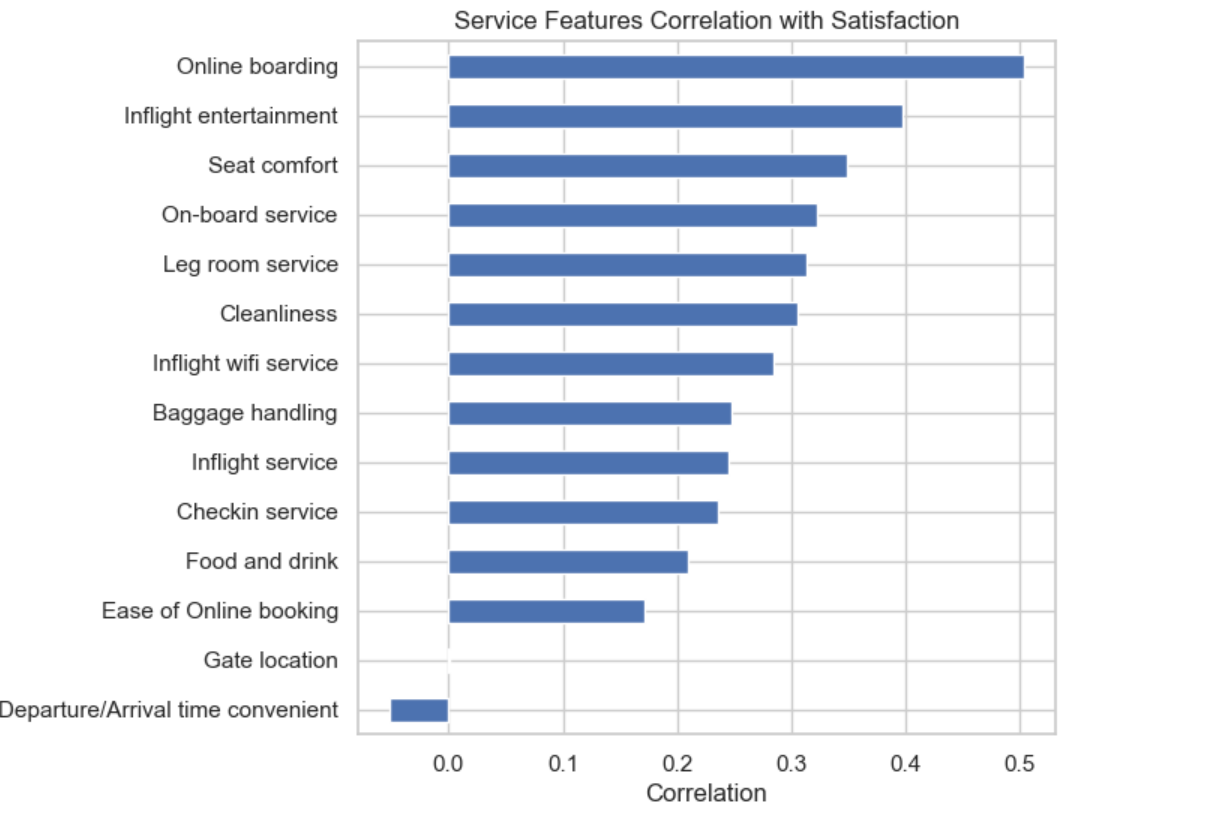 Service Features Correlation with Satisfaction
Online boarding
Inflight entertainment
Seat comfort
On-board service
Leg room service
Cleanliness
Inflight wifi service
Baggage handling
Inflight service
Checkin service
Food and drink
Ease of Online booking
Gate location
Departure/Arrival time convenient
0.0 0.1 0.2 0.3 0.4 0.5
Correlation